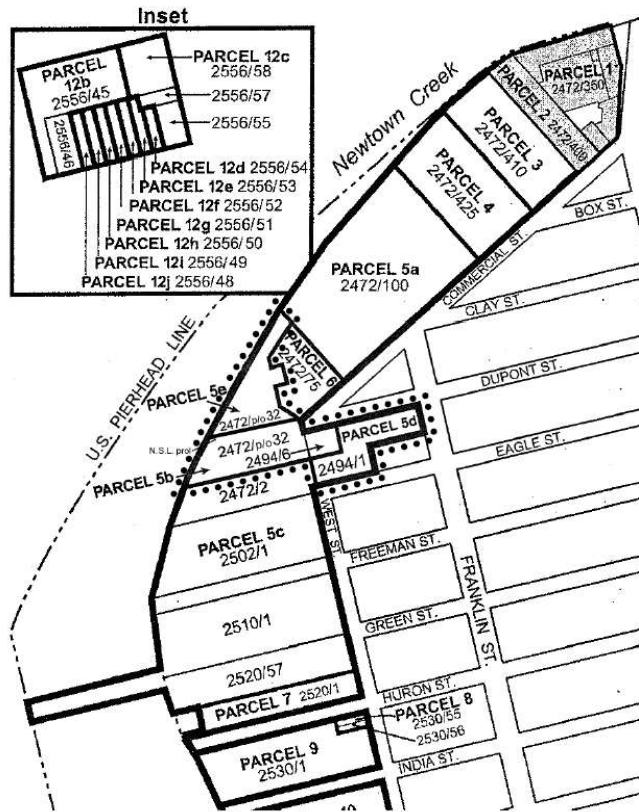 Inset
PARCEL
12b
2556/45
PARCEL 12c
2556/58
2556/57
2556/55
2556/46
PARCEL 12d 2556/54
PARCEL 12e 2556/53
PARCEL 12f 2556/52
PARCEL 12g 2556/51
PARCEL 12h 2556/50
PARCEL 12i 2556/49
PARCEL 12j 2556/48
Newtown Creek
PARCEL 1
2472/350
PARCEL 2 2472/400
PARCEL 3
2472/410
PARCEL 4
2472/425
PARCEL 5a
2472/100
BOX ST.
COMMERCIAL ST.
CLAY ST.
DUPONT ST.
EAGLE ST.
U.S. PIERHEAD LINE
PARCEL 6
2472/75
PARCEL 5e
2472/p/o 32
N.S.L. prol
2472/p/o 32
2494/6
PARCEL 5d
PARCEL 5b
2472/2
2494/1
WEST ST.
PARCEL 5c
2502/1
FREEMAN ST.
FRANKLIN ST.
2510/1
GREEN ST.
2520/57
PARCEL 7 2520/1
HURON ST.
PARCEL 8
2530/55
2530/56
PARCEL 9
2530/1
INDIA ST.